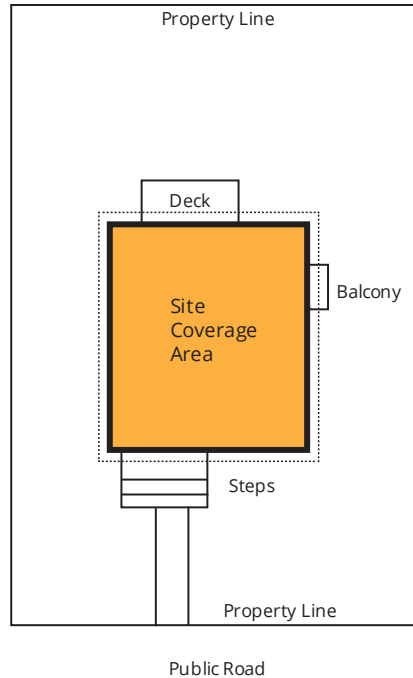 Property Line
Deck
Balcony
Site
Coverage
Area
Steps
Property Line
Public Road